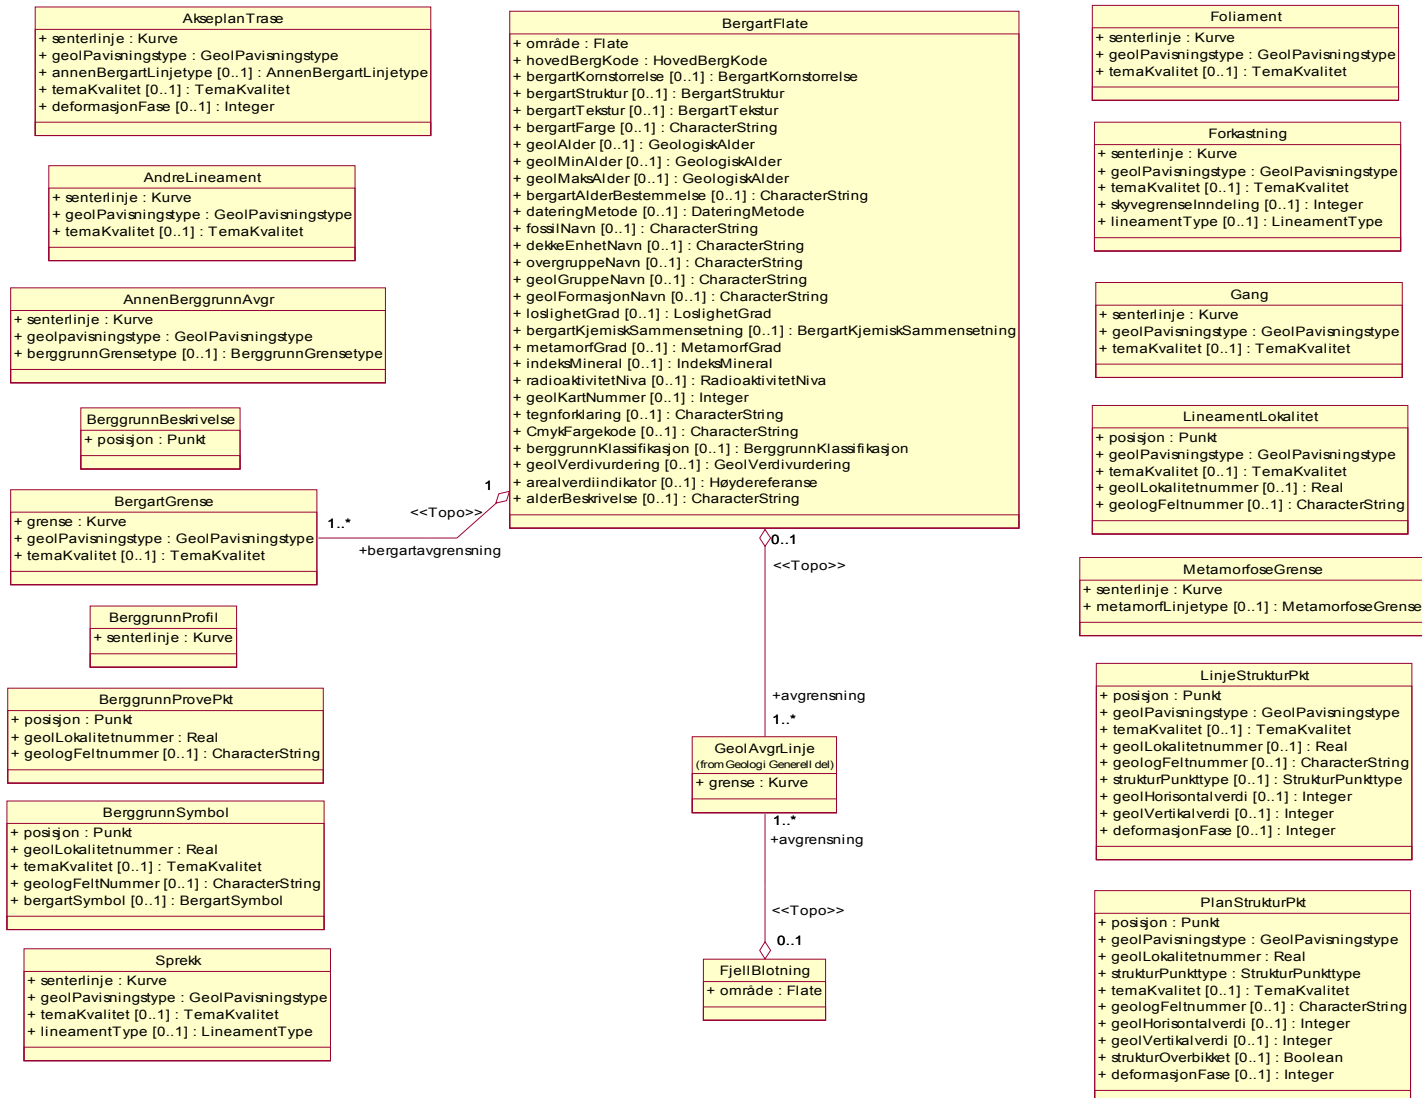 AkseplanTrase
+ senterlinje : Kurve
+ geolPavisningstype : GeolPavisningstype
+ annenBergartLinjetype [0..1] : AnnenBergartLinjetype
+ temaKvalitet [0..1] : TemaKvalitet
+ deformasjonFase [0..1] : Integer
AndreLineament
+ senterlinje : Kurve
+ geolPavisningstype : GeolPavisningstype
+ temaKvalitet [0..1] : TemaKvalitet
AnnenBerggrunnAvgr
+ senterlinje : Kurve
+ geolpavisningstype : GeolPavisningstype
+ berggrunnGrensetype [0..1] : BerggrunnGrensetype
BerggrunnBeskrivelse
+ posisjon : Punkt
BergartGrense
+ grense : Kurve
+ geolPavisningstype : GeolPavisningstype
+ temaKvalitet [0..1] : TemaKvalitet
BerggrunnProfil
+ senterlinje : Kurve
BerggrunnProvePkt
+ posisjon : Punkt
+ geolLokalitetnummer : Real
+ geologFeltnummer [0..1] : CharacterString
BerggrunnSymbol
+ posisjon : Punkt
+ geolLokalitetnummer : Real
+ temaKvalitet [0..1] : TemaKvalitet
+ geologFeltNummer [0..1] : CharacterString
+ bergartSymbol [0..1] : BergartSymbol
Sprekk
+ senterlinje : Kurve
+ geolPavisningstype : GeolPavisningstype
+ temaKvalitet [0..1] : TemaKvalitet
+ lineamentType [0..1] : LineamentType
BergartFlate
+ område : Flate
+ hovedBergKode : HovedBergKode
+ bergartKornstorrelse [0..1] : BergartKornstorrelse
+ bergartStruktur [0..1] : BergartStruktur
+ bergartTekstur [0..1] : BergartTekstur
+ bergartFarge [0..1] : CharacterString
+ geolAlder [0..1] : GeologiskAlder
+ geolMinAlder [0..1] : GeologiskAlder
+ geolMaksAlder [0..1] : GeologiskAlder
+ bergartAlderBestemmelse [0..1] : CharacterString
+ dateringMetode [0..1] : DateringMetode
+ fossilNavn [0..1] : CharacterString
+ dekkeEnhetNavn [0..1] : CharacterString
+ overgruppeNavn [0..1] : CharacterString
+ geolGruppeNavn [0..1] : CharacterString
+ geolFormasjonNavn [0..1] : CharacterString
+ loslighetGrad [0..1] : LoslighetGrad
+ bergartKjemiskSammensetning [0..1] : BergartKjemiskSammensetning
+ metamorfGrad [0..1] : MetamorfGrad
+ indeksMineral [0..1] : IndeksMineral
+ radioaktivitetNiva [0..1] : RadioaktivitetNiva
+ geolKartNummer [0..1] : Integer
+ tegnforklaring [0..1] : CharacterString
+ CmykFargekode [0..1] : CharacterString
+ berggrunnKlassifikasjon [0..1] : BerggrunnKlassifikasjon
+ geolVerdivurdering [0..1] : GeolVerdivurdering
+ arealverdiindikator [0..1] : Høydereferanse
+ alderBeskrivelse [0..1] : CharacterString
1
<<Topo>>
1..*
+bergartavgrensning
0..1
<<Topo>>
+avgrensning
1..*
GeolAvgrLinje
(from Geologi Generell del)
+ grense : Kurve
1..*
+avgrensning
<<Topo>>
0..1
FjellBlotning
+ område : Flate
Foliament
+ senterlinje : Kurve
+ geolPavisningstype : GeolPavisningstype
+ temaKvalitet [0..1] : TemaKvalitet
Forkastning
+ senterlinje : Kurve
+ geolPavisningstype : GeolPavisningstype
+ temaKvalitet [0..1] : TemaKvalitet
+ skyvegrenseInndeling [0..1] : Integer
+ lineamentType [0..1] : LineamentType
Gang
+ senterlinje : Kurve
+ geolPavisningstype : GeolPavisningstype
+ temaKvalitet [0..1] : TemaKvalitet
LineamentLokalitet
+ posisjon : Punkt
+ geolPavisningstype : GeolPavisningstype
+ temaKvalitet [0..1] : TemaKvalitet
+ geolLokalitetnummer [0..1] : Real
+ geologFeltnummer [0..1] : CharacterString
MetamorfoseGrense
+ senterlinje : Kurve
+ metamorfLinjetype [0..1] : MetamorfoseGrense
LinjeStrukturPkt
+ posisjon : Punkt
+ geolPavisningstype : GeolPavisningstype
+ temaKvalitet [0..1] : TemaKvalitet
+ geolLokalitetnummer [0..1] : Real
+ geologFeltnummer [0..1] : CharacterString
+ strukturPunkttype [0..1] : StrukturPunkttype
+ geolHorisontalverdi [0..1] : Integer
+ geolVertikalverdi [0..1] : Integer
+ deformasjonFase [0..1] : Integer
PlanStrukturPkt
+ posisjon : Punkt
+ geolPavisningstype : GeolPavisningstype
+ geolLokalitetnummer : Real
+ strukturPunkttype : StrukturPunkttype
+ temaKvalitet [0..1] : TemaKvalitet
+ geologFeltnummer [0..1] : CharacterString
+ geolHorisontalverdi [0..1] : Integer
+ geolVertikalverdi [0..1] : Integer
+ strukturOverbikket [0..1] : Boolean
+ deformasjonFase [0..1] : Integer